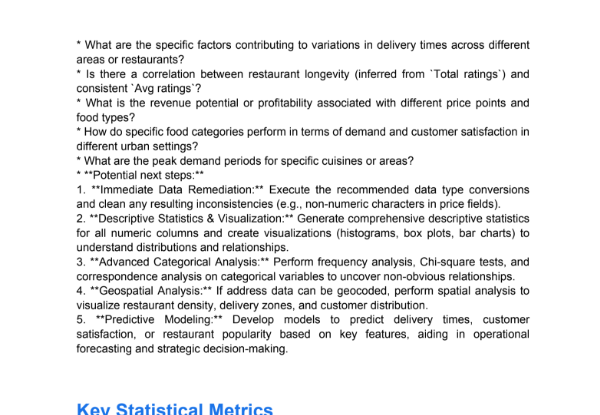 * What are the specific factors contributing to variations in delivery times across different
areas or restaurants?
* Is there a correlation between restaurant longevity (inferred from `Total ratings`) and
consistent `Avg ratings`?
* What is the revenue potential or profitability associated with different price points and
food types?
* How do specific food categories perform in terms of demand and customer satisfaction in
different urban settings?
* What are the peak demand periods for specific cuisines or areas?
* **Potential next steps:**
1. **Immediate Data Remediation:** Execute the recommended data type conversions
and clean any resulting inconsistencies (e.g., non-numeric characters in price fields).
2. **Descriptive Statistics & Visualization:** Generate comprehensive descriptive statistics
for all numeric columns and create visualizations (histograms, box plots, bar charts) to
understand distributions and relationships.
3. **Advanced Categorical Analysis:** Perform frequency analysis, Chi-square tests, and
correspondence analysis on categorical variables to uncover non-obvious relationships.
4. **Geospatial Analysis:** If address data can be geocoded, perform spatial analysis to
visualize restaurant density, delivery zones, and customer distribution.
5. **Predictive Modeling:** Develop models to predict delivery times, customer
satisfaction, or restaurant popularity based on key features, aiding in operational
forecasting and strategic decision-making.
Key Statistical Metrics